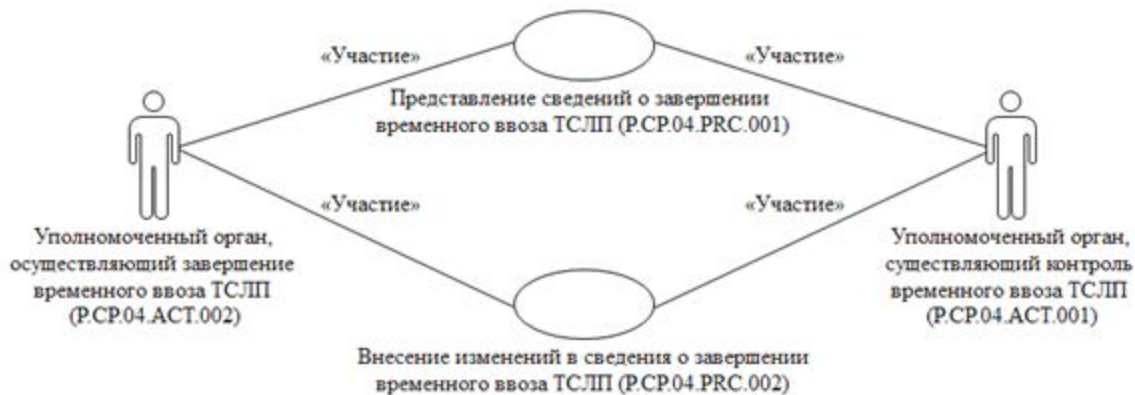 «Участие»
«Участие»
Представление сведений о завершении
временного ввоза ТСЛП (P.CP.04.PRC.001)
«Участие»
«Участие»
Уполномоченный орган,
осуществляющий завершение
временного ввоза ТСЛП
(P.CP.04.ACT.002)
Уполномоченный орган,
существляющий контроль
временного ввоза ТСЛП
(P.CP.04.ACT.001)
Внесение изменений в сведения о завершении
временного ввоза ТСЛП (P.CP.04.PRC.002)